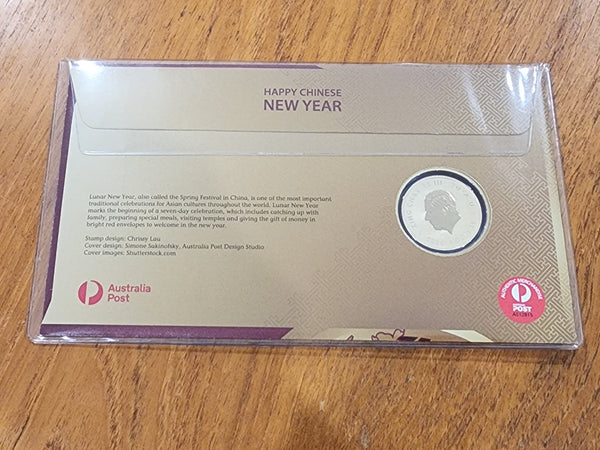 HAPPY CHINESE
NEW YEAR
Lunar New Year, also called the Spring Festival in China, is one of the most important
traditional celebrations for Asian cultures throughout the world. Lunar New Year
marks the beginning of a seven-day celebration, which includes catching up with
family, preparing special meals, visiting temples and giving the gift of money in
bright red envelopes to welcome in the new year.
Stamp design: Chrissy Lau
Cover design: Simone Sakinofsky, Australia Post Design Studio
Cover images: Shutterstock.com
Australia
Post
AUTHENTIC MERCHANDISE
POST